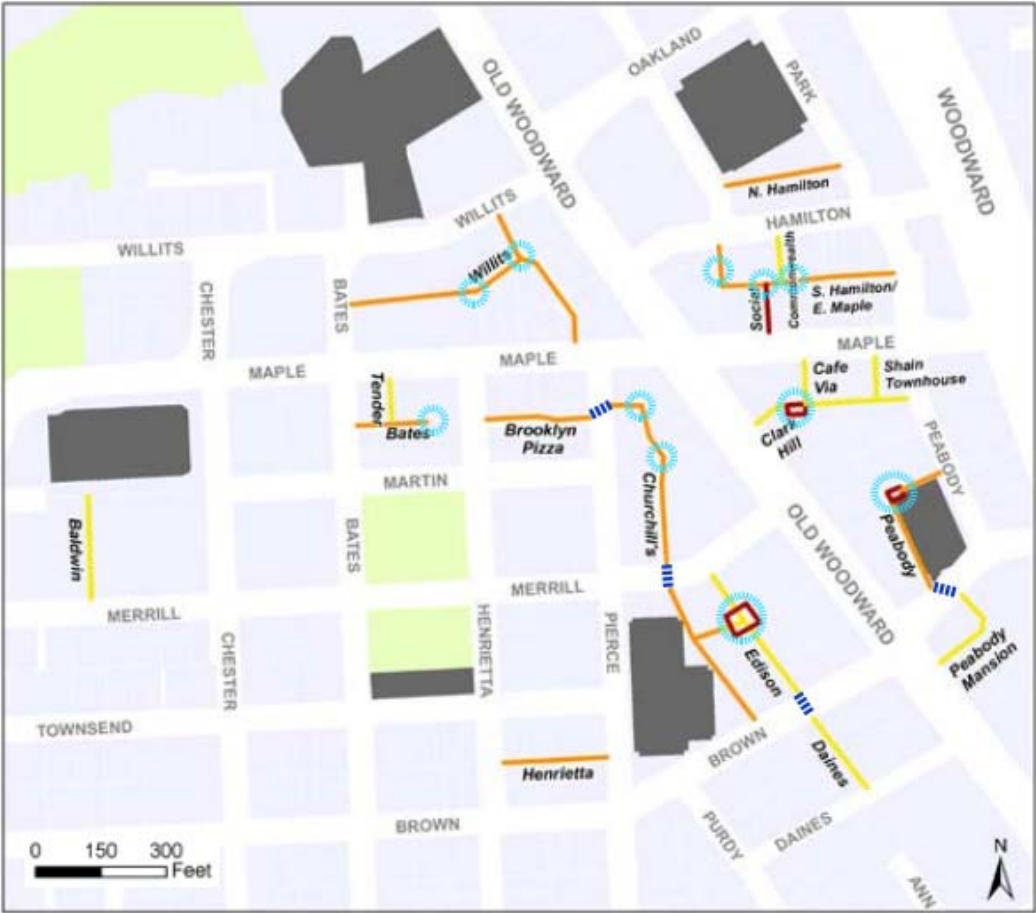 OLD WOODWARD
OAKLAND
PARK
WOODWARD
N. Hamilton
HAMILTON
WILLITS
WILLITS
Willits
CHESTER
BATES
Social
Commonwealth
S. Hamilton/
E. Maple
MAPLE
MAPLE
MAPLE
Tender
Bates
Brooklyn
Pizza
Cafe
Via
Shain
Townhouse
Clark
Hill
PEABODY
MARTIN
Churchill's
Peabody
Baldwin
BATES
OLD WOODWARD
MERRILL
MERRILL
HENRIETTA
PIERCE
CHESTER
Edison
Peabody
Mansion
TOWNSEND
BROWN
Daines
Henrietta
BROWN
PURDY
DAINES
ANN
0 150 300
Feet
N